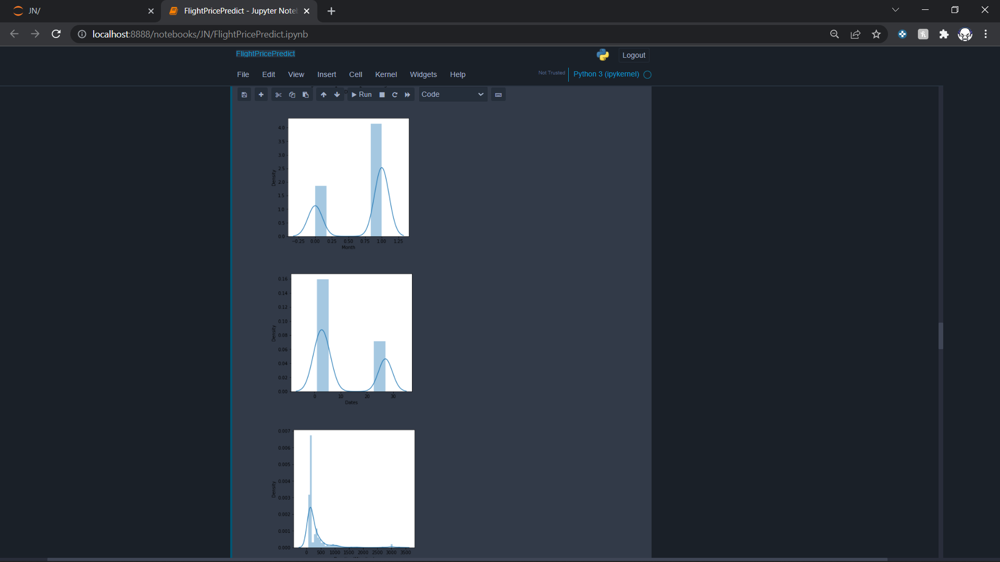 JN/
FlightPricePredict - Jupyter Note
localhost:8888/notebooks/JN/FlightPricePredict.ipynb
FlightPricePredict
Logout
File Edit View Insert Cell Kernel Widgets Help
Not Trusted
Python 3 (ipykernel)
Run
Code
4.0
3.5
3.0
2.5
2.0
1.5
1.0
0.5
0.0
Density
−0.25 0.00 0.25 0.50 0.75 1.00 1.25
Month
0.16
0.14
0.12
0.10
0.08
0.06
0.04
0.02
0.00
Density
0 10 20 30
Dates
0.007
0.006
0.005
0.004
0.003
0.002
0.001
0.000
Density
0 500 1000 1500 2000 2500 3000 3500